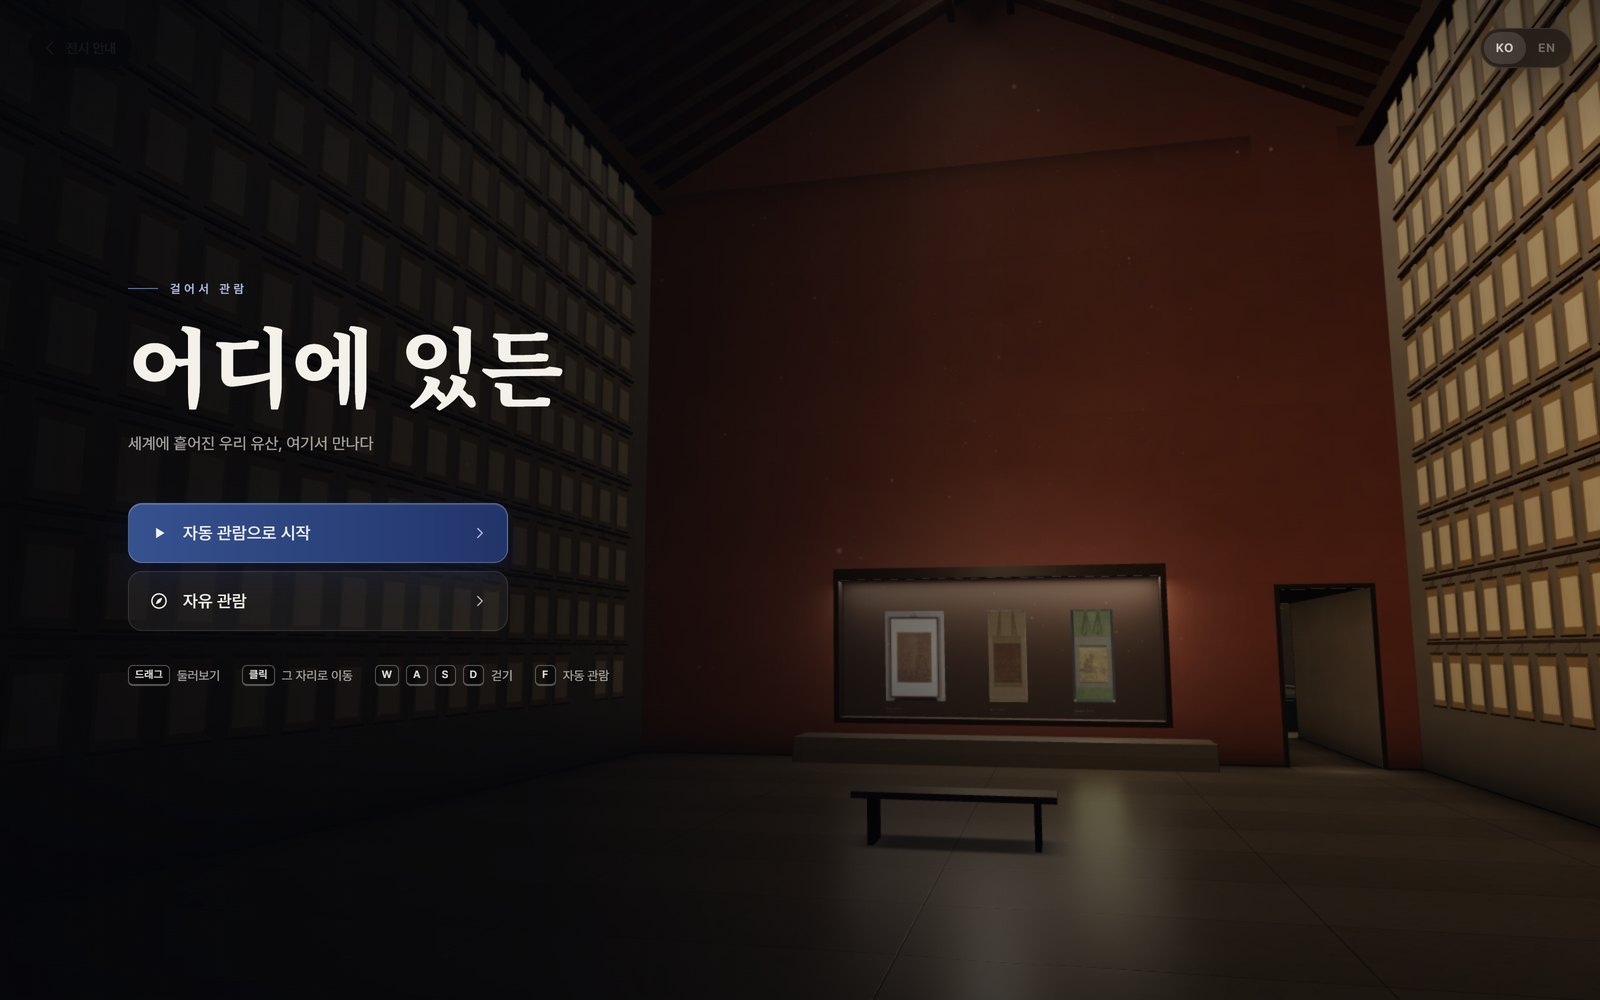 전시 안내
KO EN
걸어서 관람
어디에 있든
세계에 흩어진 우리 유산, 여기서 만나다
자동 관람으로 시작
자유 관람
드래그 둘러보기 클릭 그 자리로 이동 W A S D 걷기 F 자동 관람